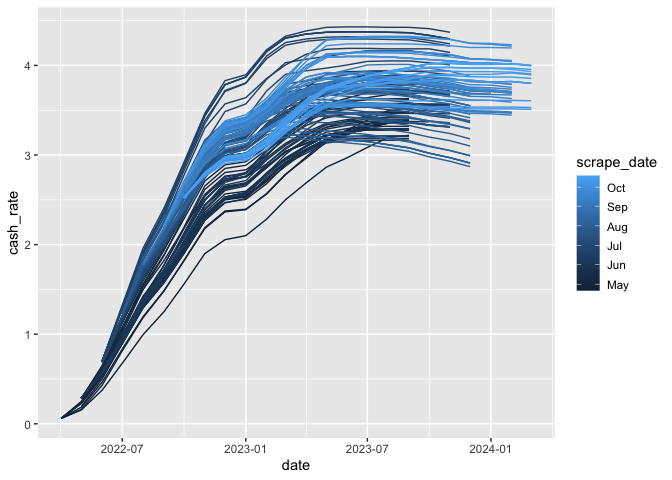 cash_rate
4
3
2
1
0
2022-07
2023-01
2023-07
2024-01
date
scrape_date
Oct
Sep
Aug
Jul
Jun
May